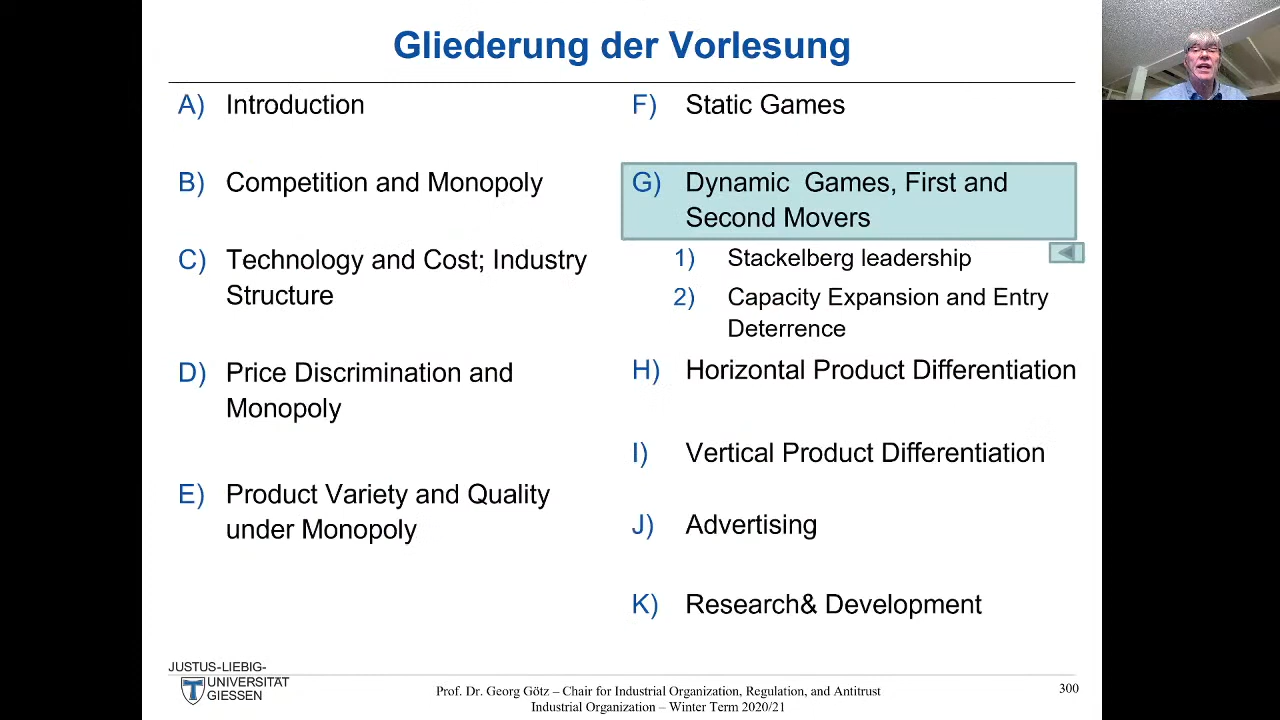 Gliederung der Vorlesung
A) Introduction
B) Competition and Monopoly
C) Technology and Cost; Industry
Structure
D) Price Discrimination and
Monopoly
E) Product Variety and Quality
under Monopoly
F) Static Games
G) Dynamic Games, First and
Second Movers
1) Stackelberg leadership
2) Capacity Expansion and Entry
Deterrence
H) Horizontal Product Differentiation
I) Vertical Product Differentiation
J) Advertising
K) Research& Development
JUSTUS-LIEBIG-
UNIVERSITÄT
GIESSEN
Prof. Dr. Georg Götz – Chair for Industrial Organization, Regulation, and Antitrust
Industrial Organization – Winter Term 2020/21
300